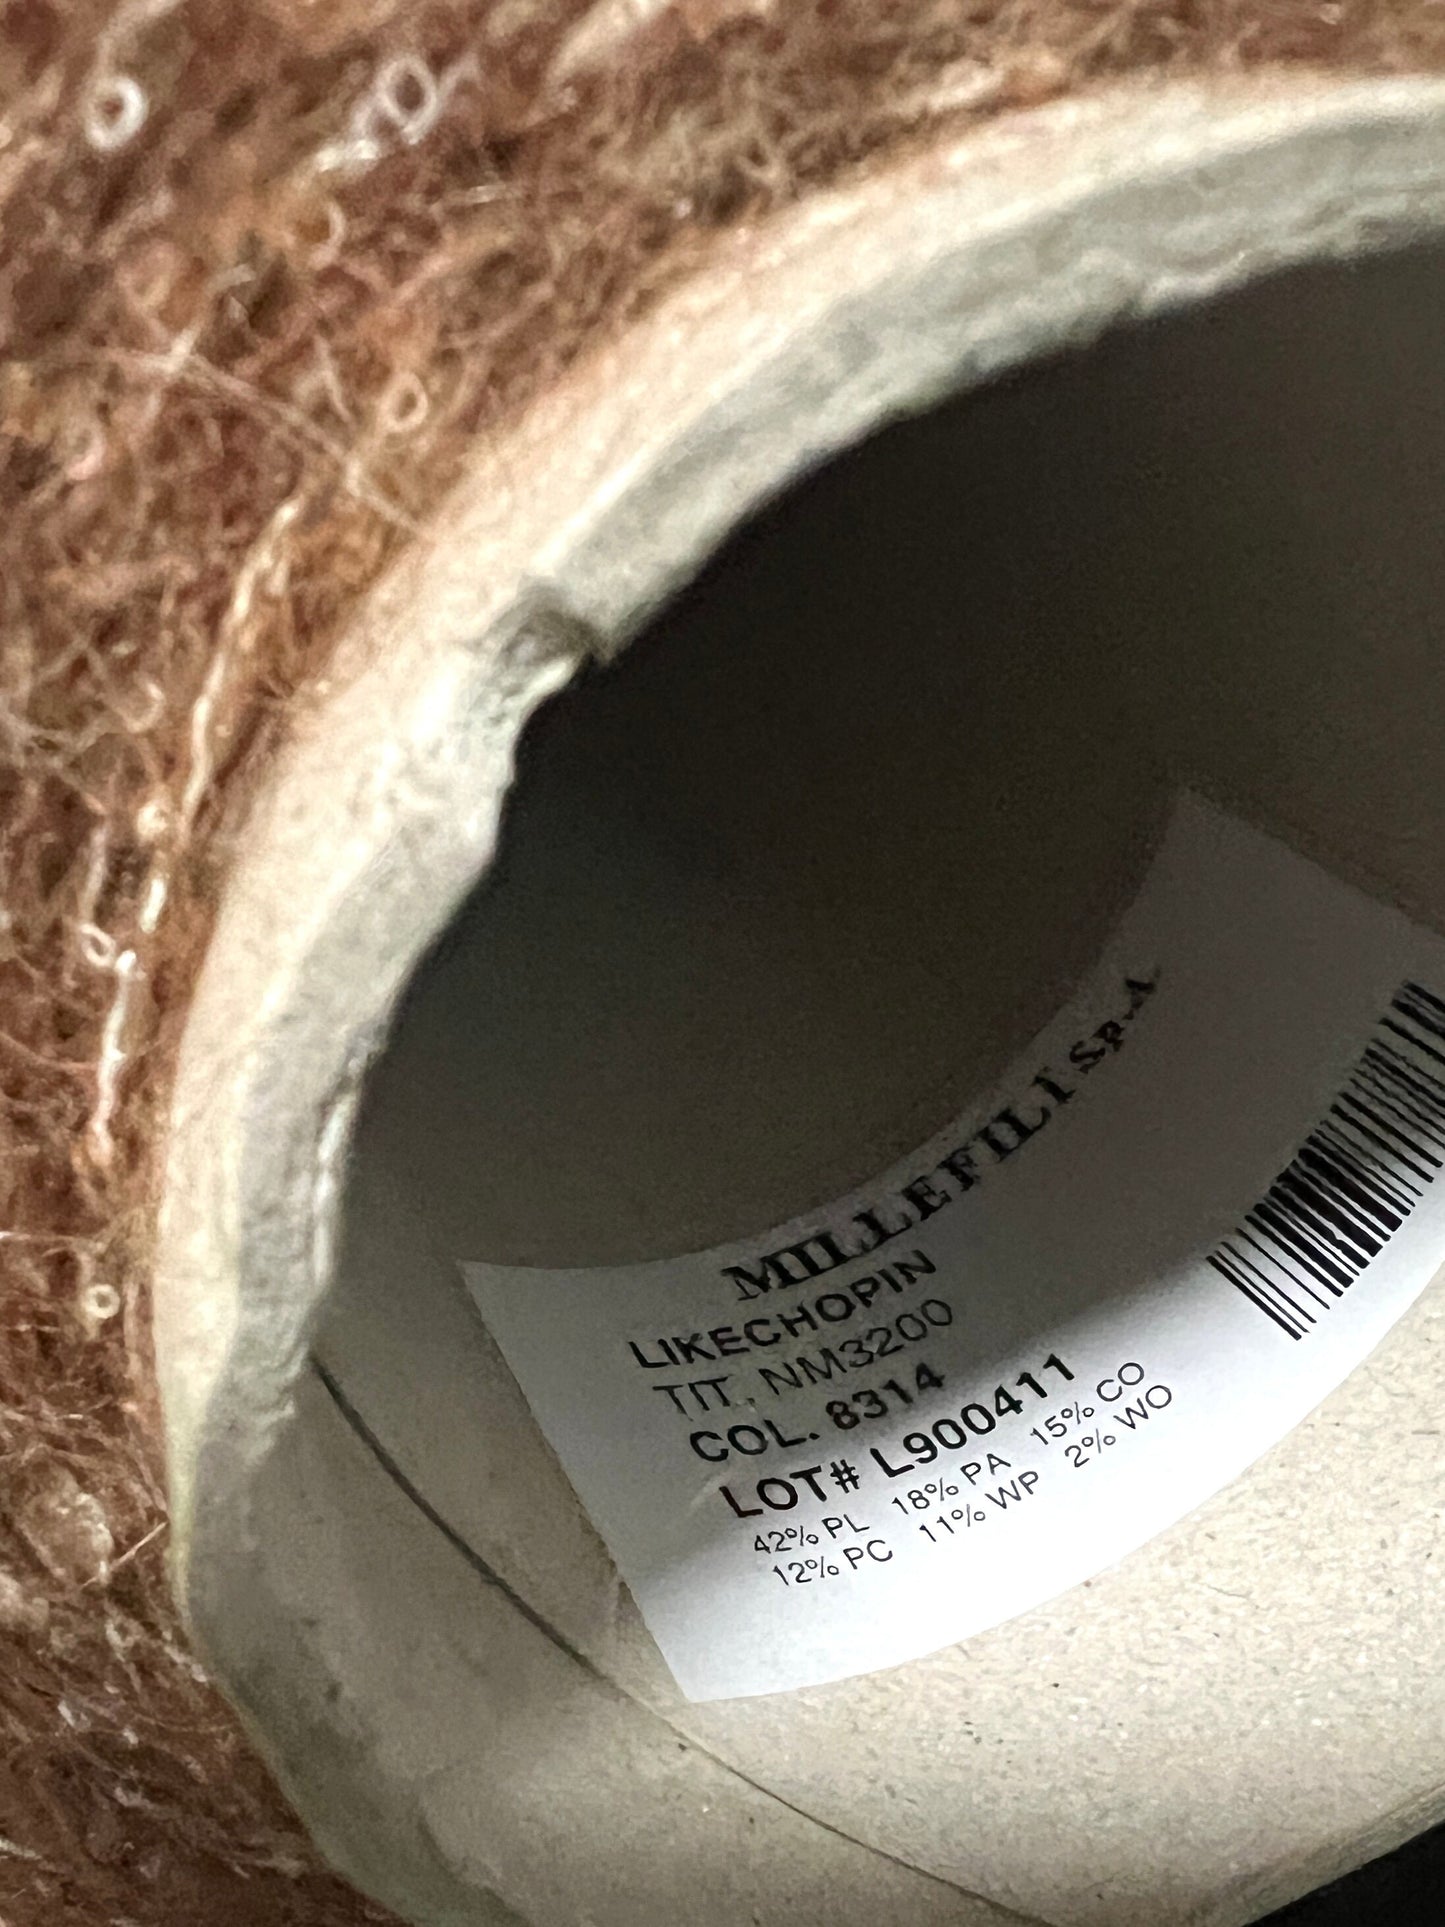 MILLEFILI S.P.A
LIKECHOPIN
TIT. NM3200
COL. 8314
LOT# L900411
42% PL 18% PA 15% CO
12% PC 11% WP 2% WO